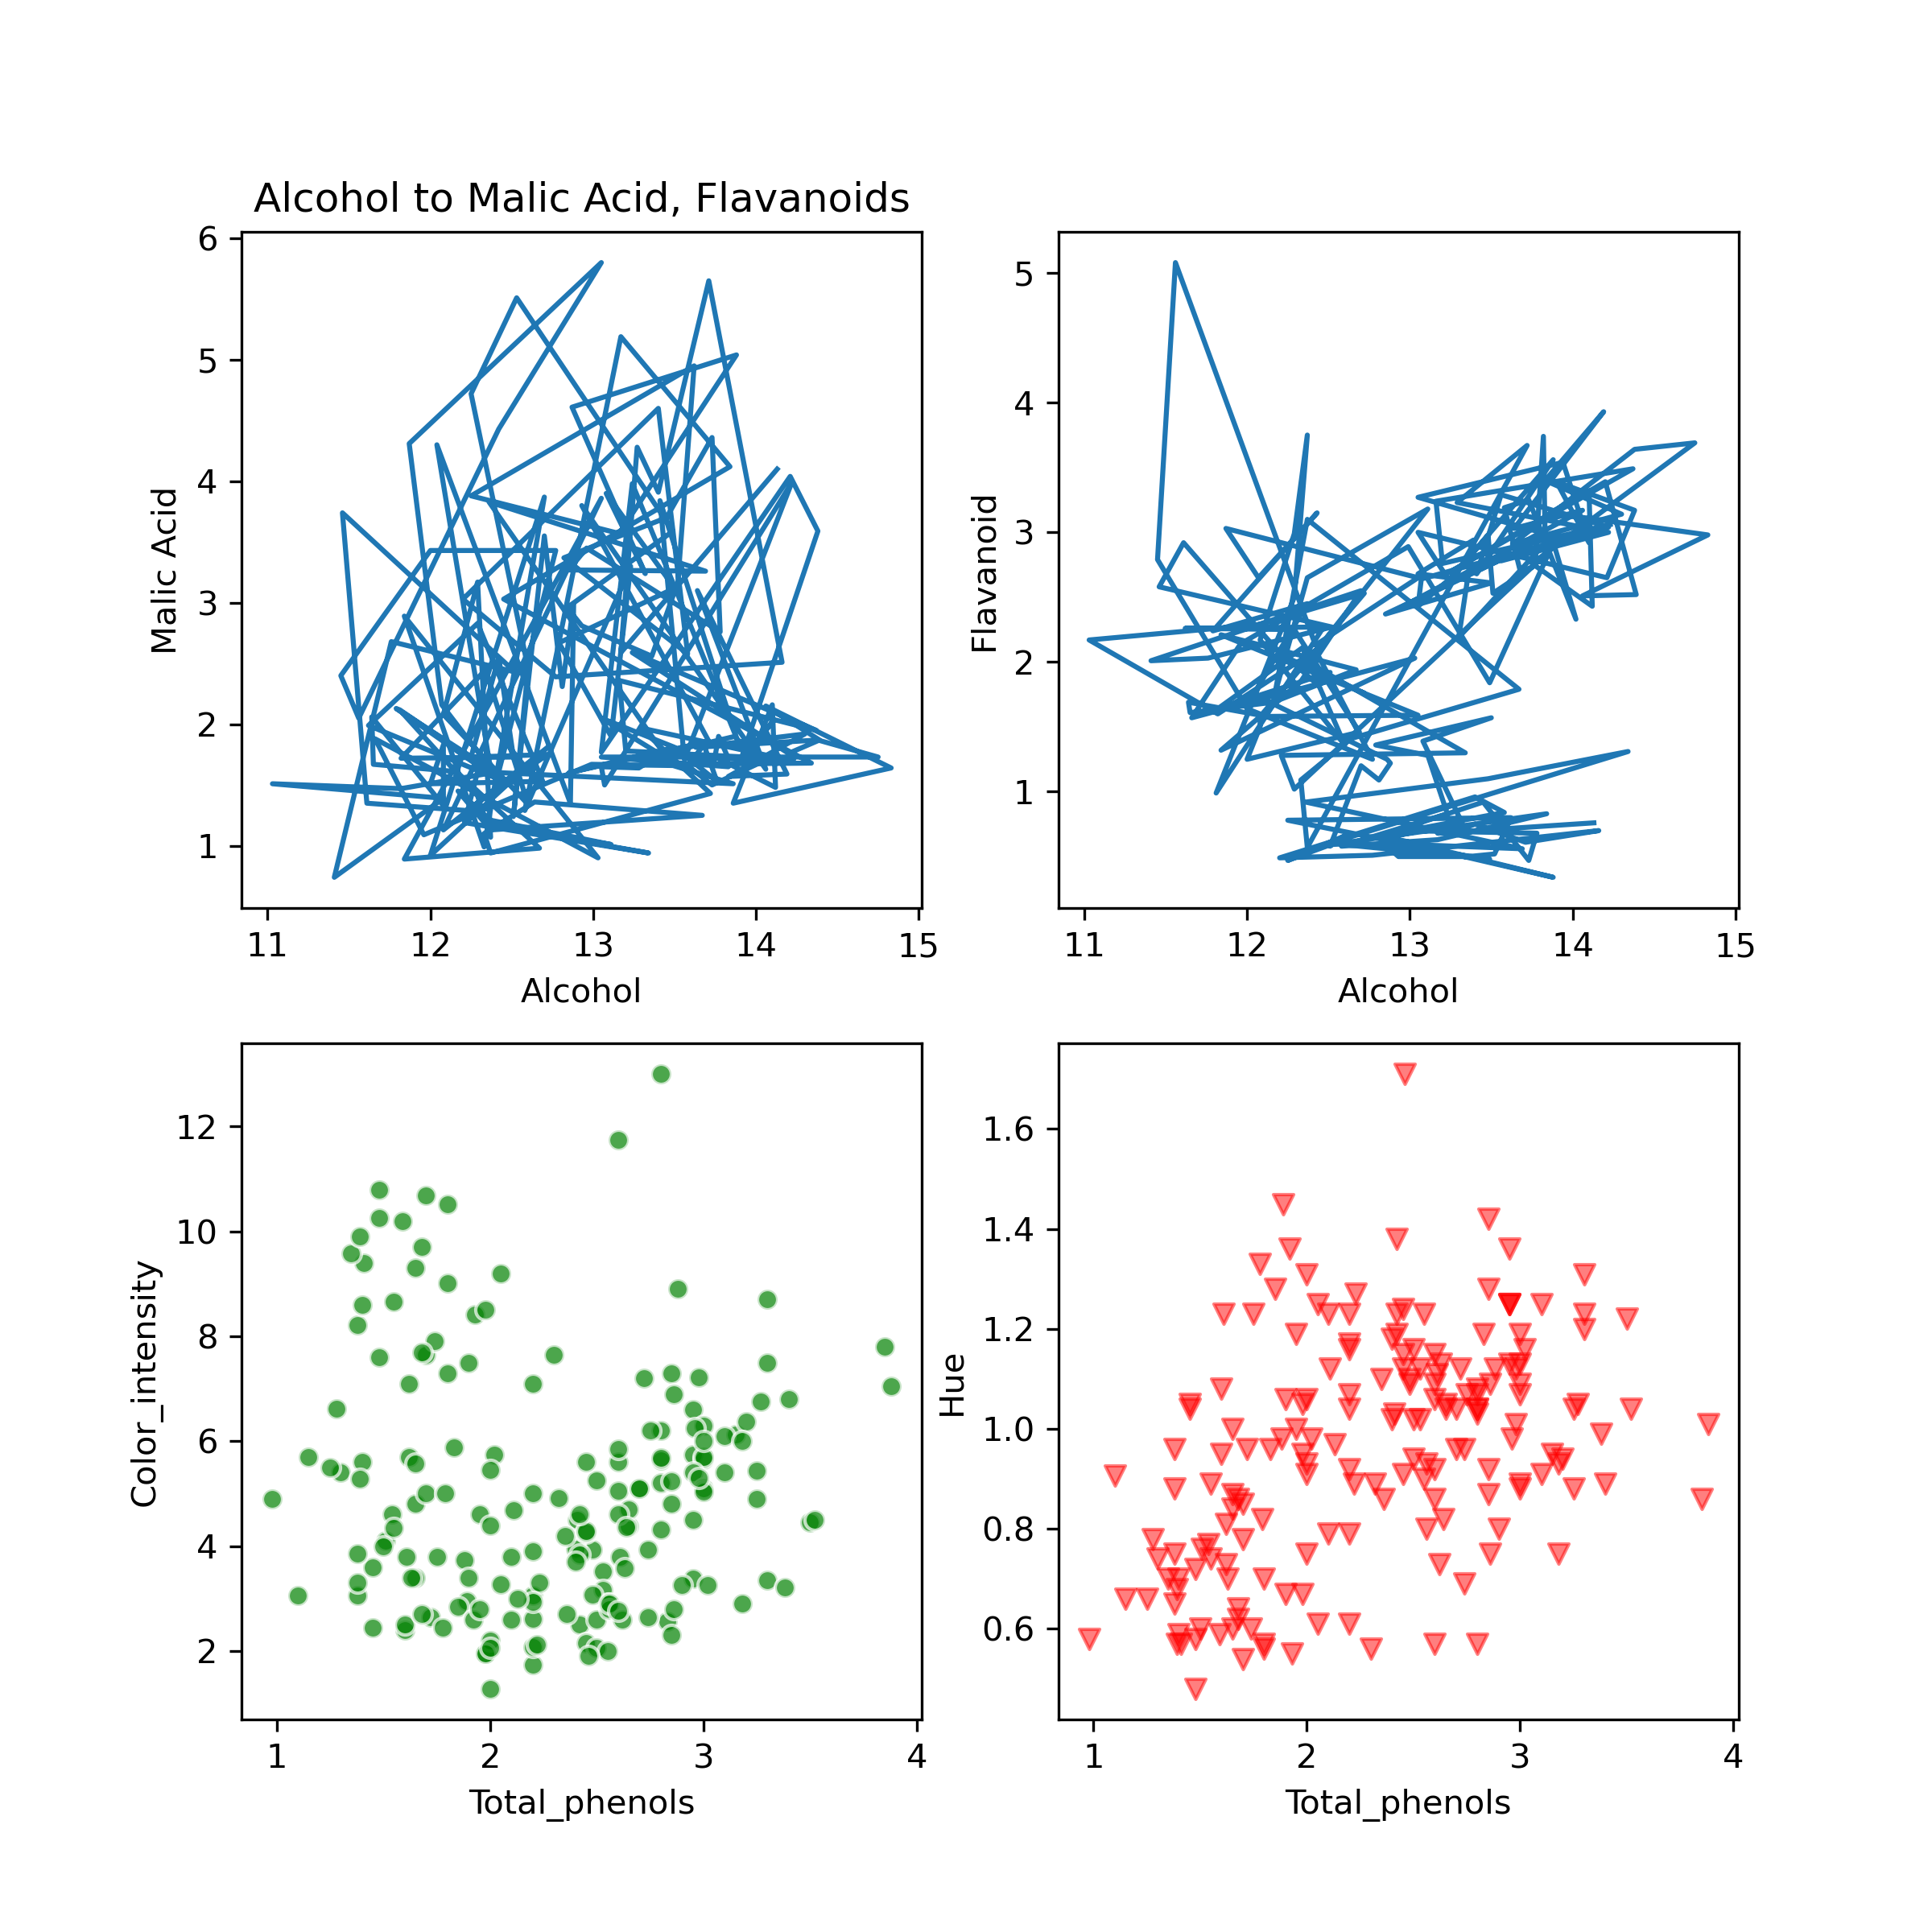 Alcohol to Malic Acid, Flavanoids
6
5
4
3
2
1
Malic Acid
11 12 13 14 15
Alcohol
5
4
3
2
1
Flavanoid
11 12 13 14 15
Alcohol
12
10
8
6
4
2
Color_intensity
1 2 3 4
Total_phenols
1.6
1.4
1.2
1.0
0.8
0.6
Hue
1 2 3 4
Total_phenols